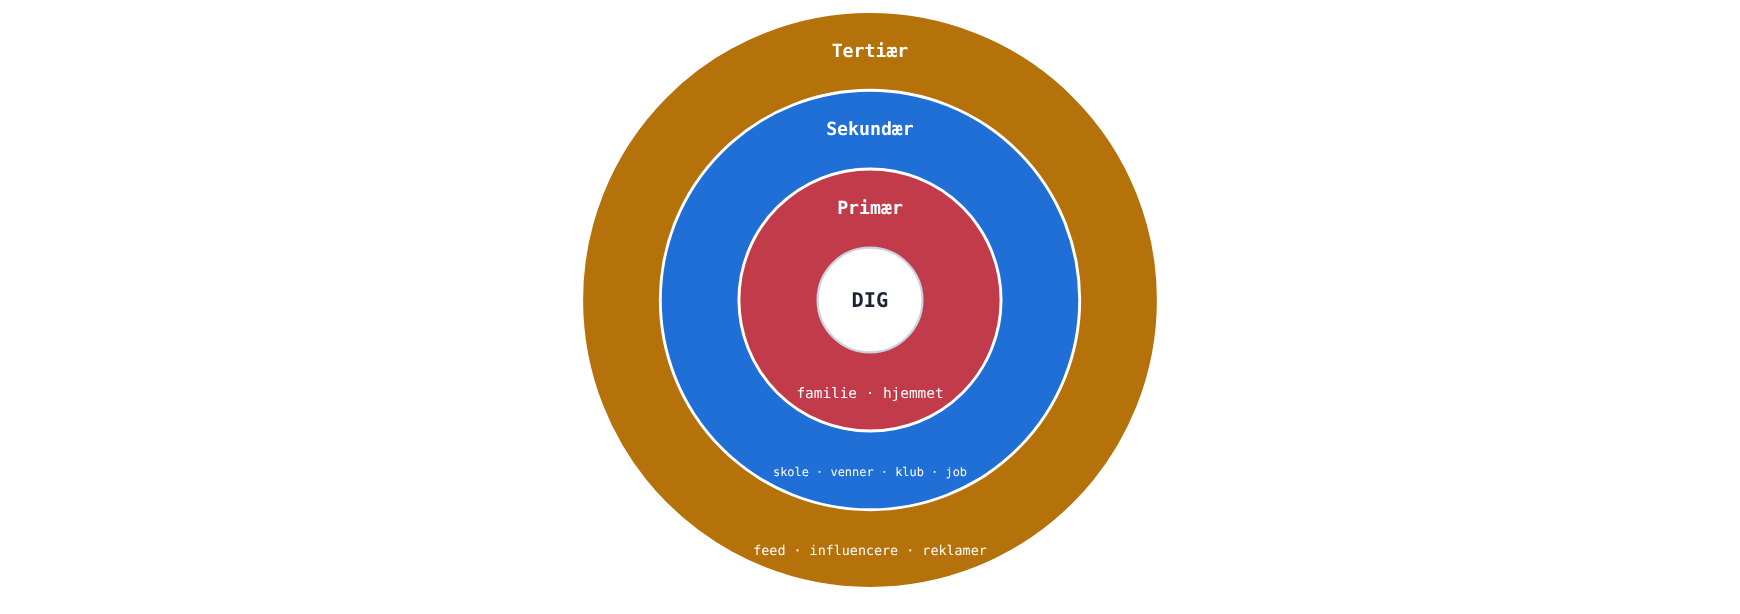 Tertiær
Sekundær
Primær
DIG
familie · hjemmet
skole · venner · klub · job
feed · influencere · reklamer